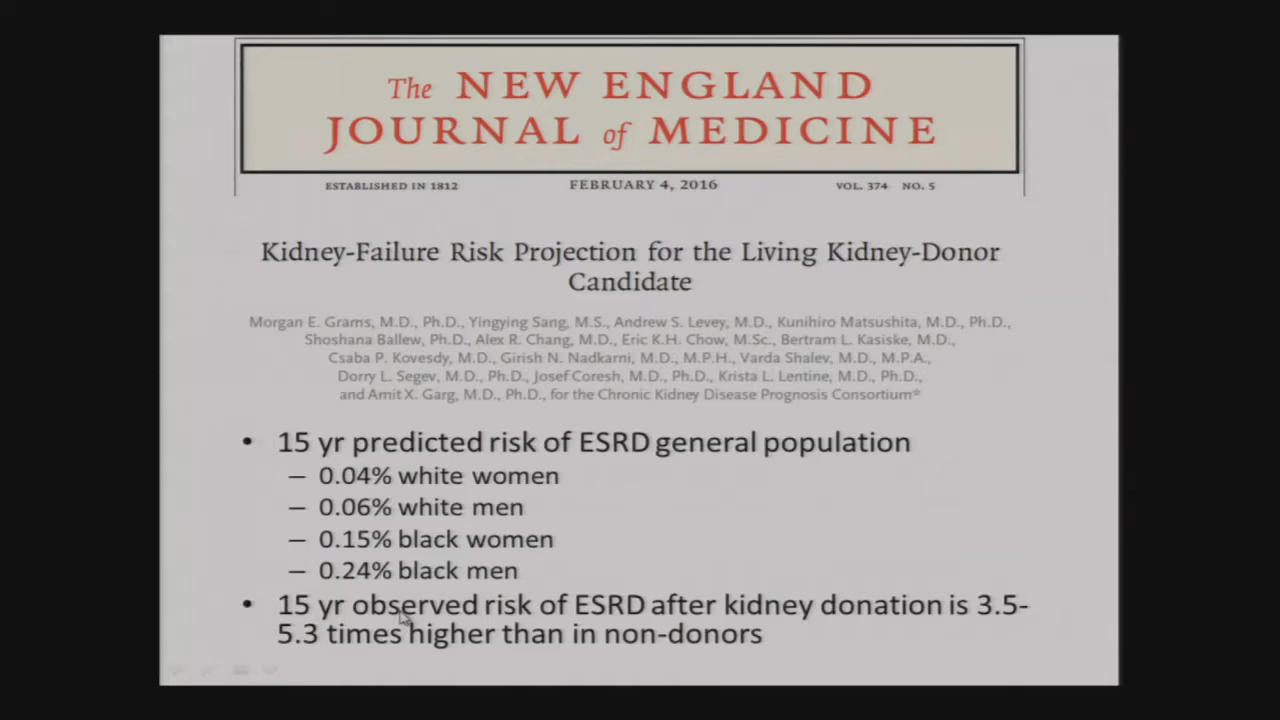 The NEW ENGLAND
JOURNAL of MEDICINE
ESTABLISHED IN 1812 FEBRUARY 4, 2016 VOL. 374 NO. 5
Kidney-Failure Risk Projection for the Living Kidney-Donor
Candidate
Morgan E. Grams, M.D., Ph.D., Yingying Sang, M.S., Andrew S. Levey, M.D., Kunihiro Matsushita, M.D., Ph.D.,
Shoshana Ballew, Ph.D., Alex R. Chang, M.D., Eric K.H. Chow, M.Sc., Bertram L. Kasiske, M.D.,
Csaba P. Kovesdy, M.D., Girish N. Nadkarni, M.D., M.P.H., Varda Shalev, M.D., M.P.A.,
Dorry L. Segev, M.D., Ph.D., Josef Coresh, M.D., Ph.D., Krista L. Lentine, M.D., Ph.D.,
and Amit X. Garg, M.D., Ph.D., for the Chronic Kidney Disease Prognosis Consortium*
• 15 yr predicted risk of ESRD general population
– 0.04% white women
– 0.06% white men
– 0.15% black women
– 0.24% black men
• 15 yr observed risk of ESRD after kidney donation is 3.5-
5.3 times higher than in non-donors